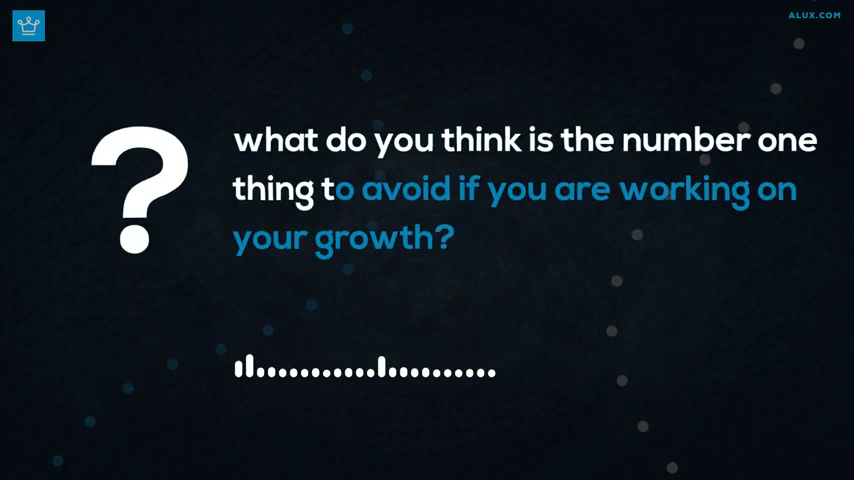 ALUX.COM
?
what do you think is the number one
thing to avoid if you are working on
your growth?